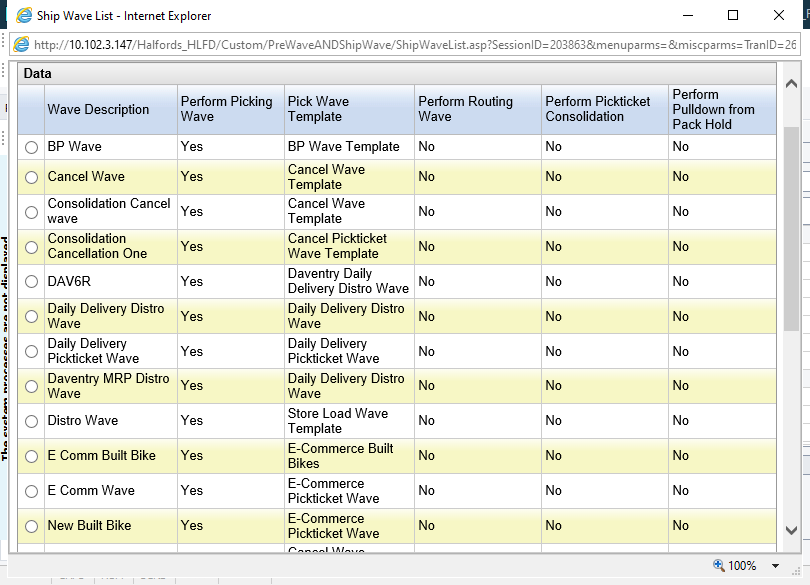 Ship Wave List - Internet Explorer
http://10.102.3.147/Halfords_HLFD/Custom/PreWaveANDShipWave/ShipWaveList.asp?SessionID=203863&menuparms=&miscparms=TranID=26
Data
Wave Description
Perform Picking
Wave
Pick Wave
Template
Perform Routing
Wave
Perform Pickticket
Consolidation
Perform
Pulldown from
Pack Hold
BP Wave Yes BP Wave Template No No No
Cancel Wave Yes
Cancel Wave
Template
No No No
Consolidation Cancel
wave
Yes
Cancel Wave
Template
No No No
Consolidation
Cancellation One
Yes
Cancel Pickticket
Wave Template
No No No
DAV6R Yes
Daventry Daily
Delivery Distro Wave
No No No
Daily Delivery Distro
Wave
Yes
Daily Delivery Distro
Wave
No No No
Daily Delivery
Pickticket Wave
Yes
Daily Delivery
Pickticket Wave
No No No
Daventry MRP Distro
Wave
Yes
Daily Delivery Distro
Wave
No No No
Distro Wave Yes
Store Load Wave
Template
No No No
E Comm Built Bike Yes
E-Commerce Built
Bikes
No No No
E Comm Wave Yes
E-Commerce
Pickticket Wave
No No No
New Built Bike Yes
E-Commerce
Pickticket Wave
No No No
Cancel Wave
The system processes are not displayed
100%